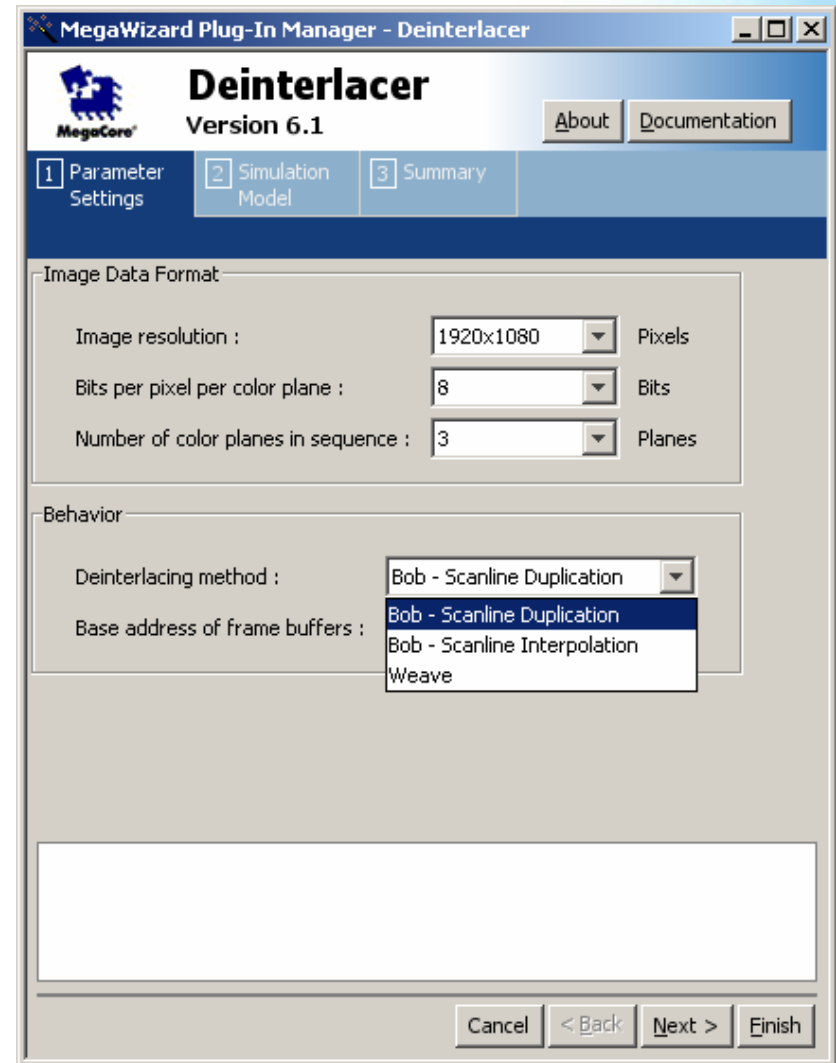 MegaWizard Plug-In Manager - Deinterlacer
MegaCore®
Deinterlacer
Version 6.1
About
Documentation
1 Parameter Settings
2 Simulation Model
3 Summary
Image Data Format
Image resolution : 1920x1080 Pixels
Bits per pixel per color plane : 8 Bits
Number of color planes in sequence : 3 Planes
Behavior
Deinterlacing method : Bob - Scanline Duplication
Bob - Scanline Duplication
Base address of frame buffers :
Bob - Scanline Interpolation
Weave
Cancel
< Back
Next >
Finish